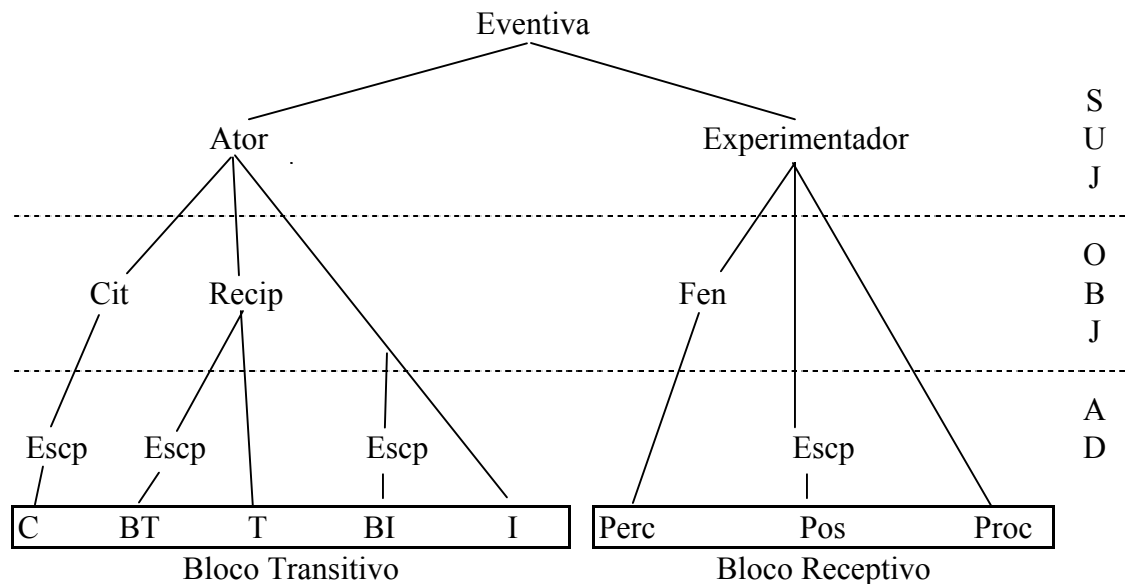 Eventiva
Ator
Experimentador
S
U
J
Cit
Recip
Fen
O
B
J
Escp
Escp
Escp
Escp
A
D
C BT T BI I
Perc Pos Proc
Bloco Transitivo
Bloco Receptivo